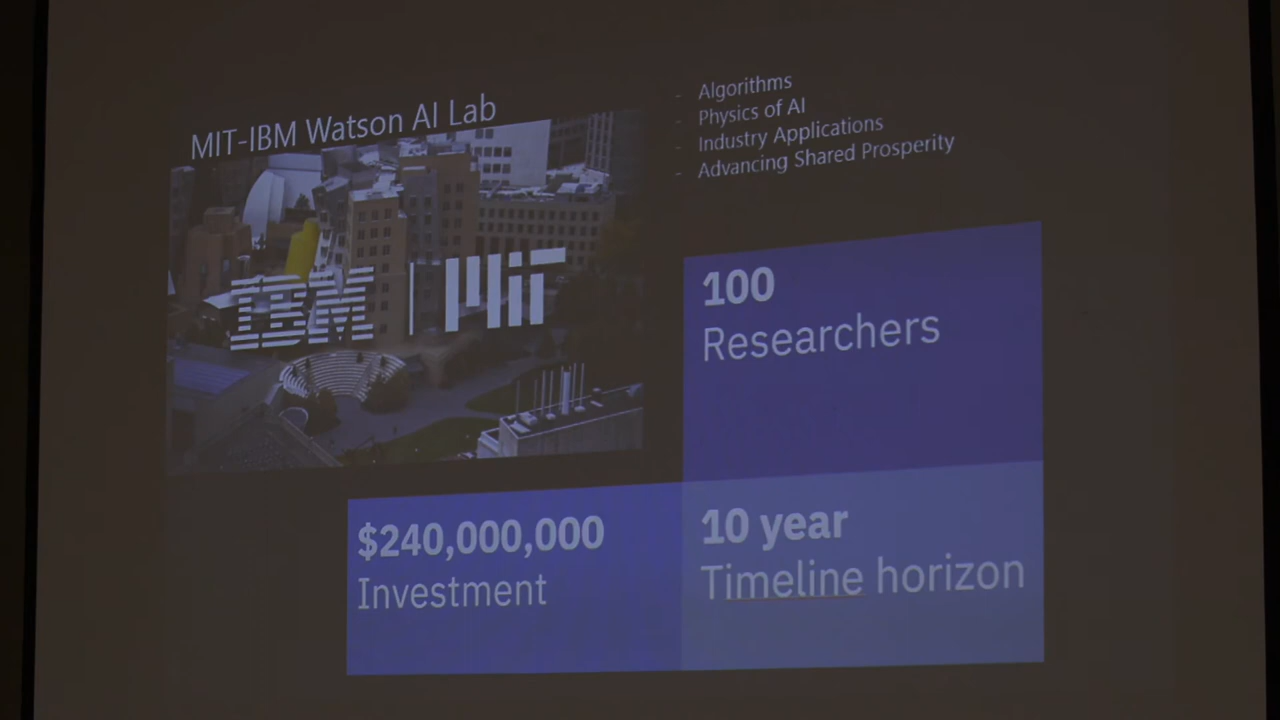 MIT-IBM Watson AI Lab
IBM | MIT
- Algorithms
- Physics of AI
- Industry Applications
- Advancing Shared Prosperity
100
Researchers
$240,000,000
Investment
10 year
Timeline horizon